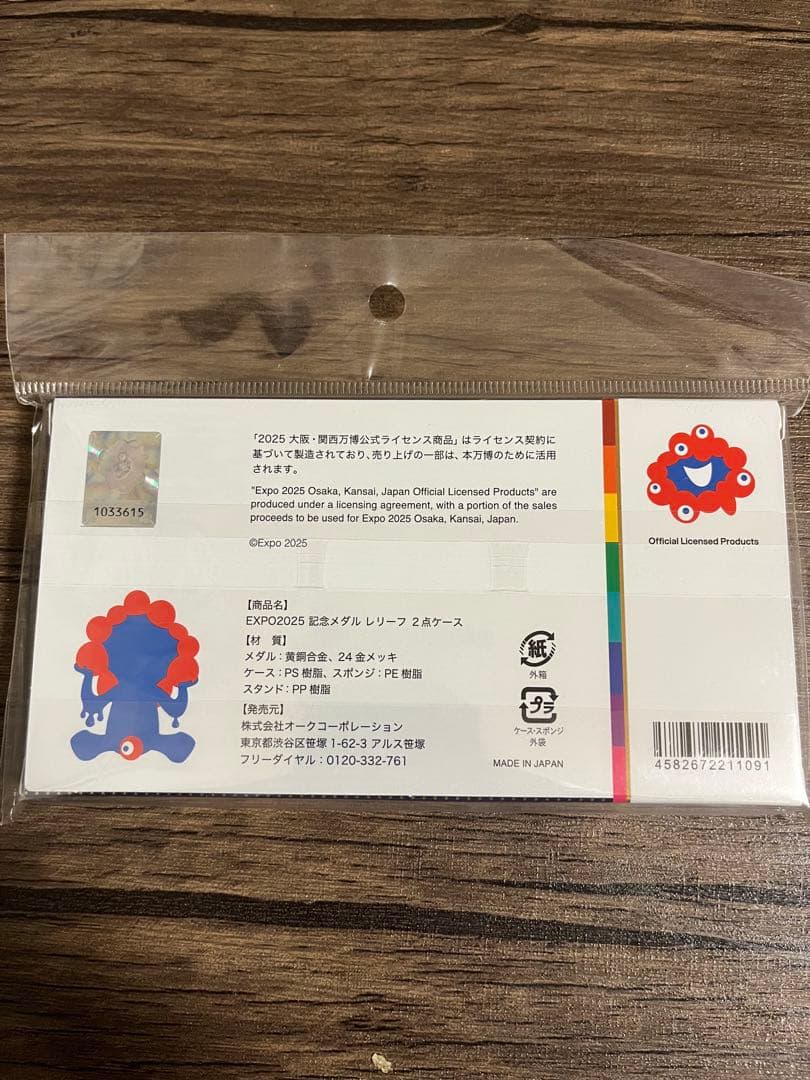 「2025 大阪・関西万博公式ライセンス商品」はライセンス契約に
基づいて製造されており、売り上げの一部は、本万博のために活用
されます。
"Expo 2025 Osaka, Kansai, Japan Official Licensed Products" are
produced under a licensing agreement, with a portion of the sales
proceeds to be used for Expo 2025 Osaka, Kansai, Japan.
©Expo 2025
1033615
【商品名】
EXPO2025 記念メダル レリーフ 2点ケース
【材　質】
メダル：黄銅合金、24金メッキ
ケース：PS樹脂、スポンジ：PE樹脂
スタンド：PP樹脂
【発売元】
株式会社オークコーポレーション
東京都渋谷区笹塚1-62-3 アルス笹塚
フリーダイヤル：0120-332-761
紙
外箱
プラ
ケース・スポンジ
外袋
MADE IN JAPAN
Official Licensed Products
4582672211091